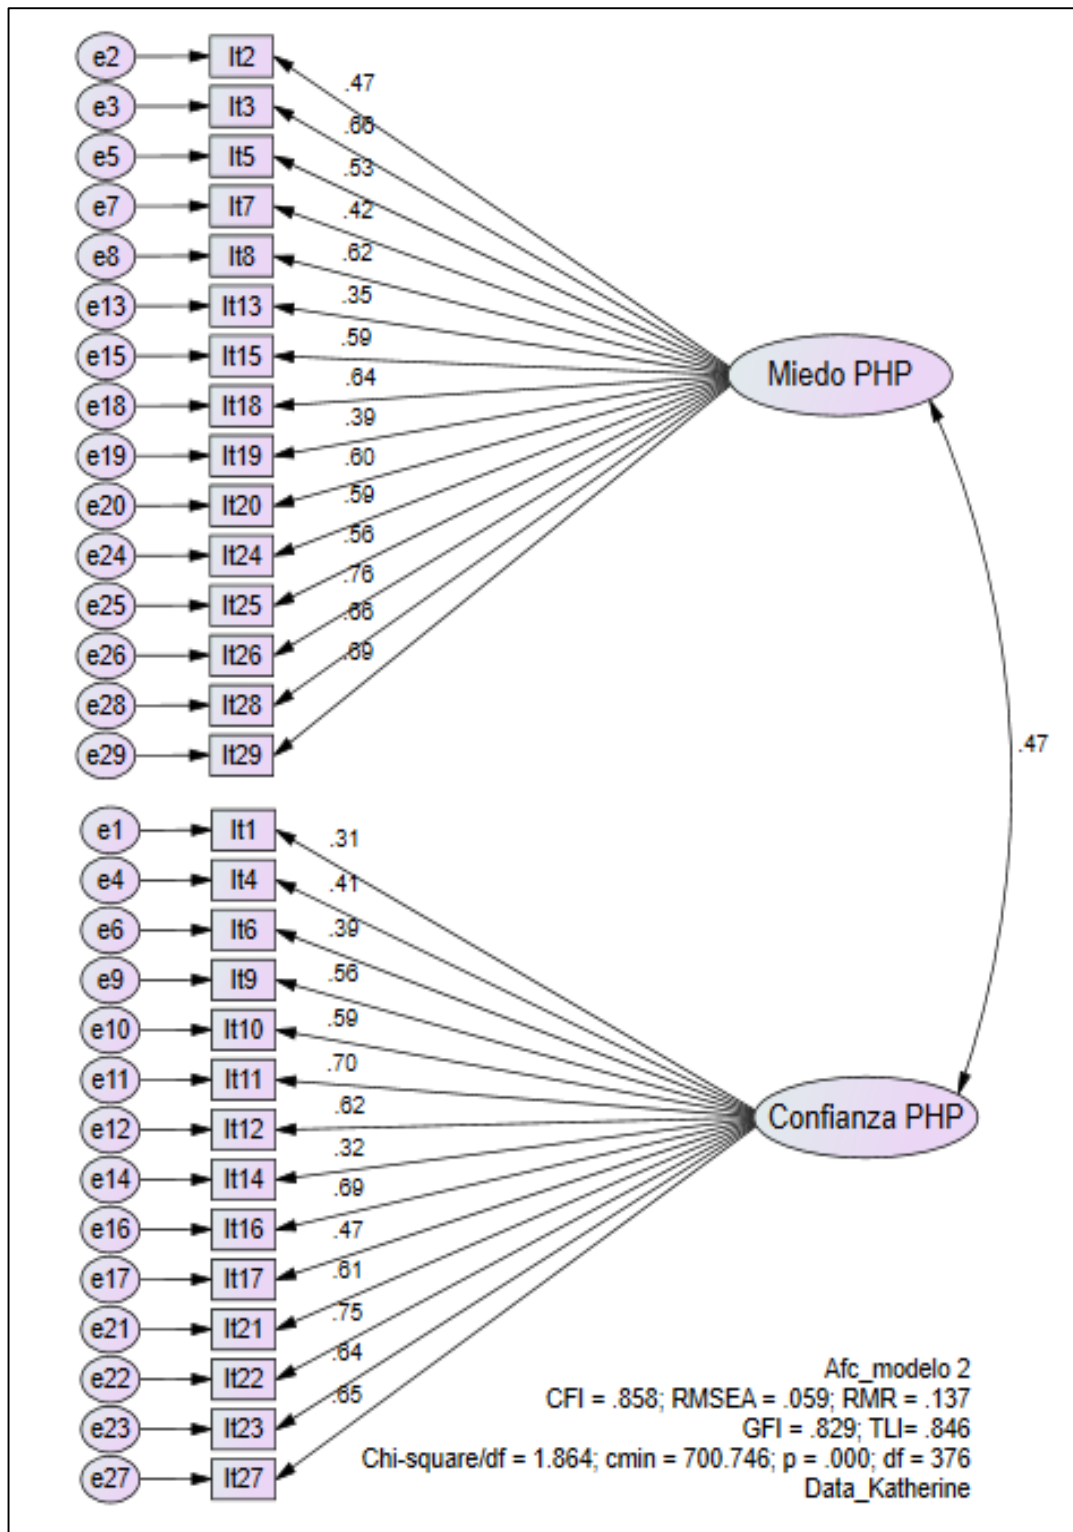 e2 It2
.47
e3 It3
.66
e5 It5
.53
e7 It7
.42
e8 It8
.62
e13 It13
.35
e15 It15
.59
e18 It18
.64
e19 It19
.39
e20 It20
.60
e24 It24
.59
e25 It25
.56
e26 It26
.76
e28 It28
.66
e29 It29
.69
Miedo PHP
.47
e1 It1
.31
e4 It4
.41
e6 It6
.39
e9 It9
.56
e10 It10
.59
e11 It11
.70
e12 It12
.62
e14 It14
.32
e16 It16
.69
e17 It17
.47
e21 It21
.61
e22 It22
.75
e23 It23
.64
e27 It27
.65
Confianza PHP
Afc_modelo 2
CFI = .858; RMSEA = .059; RMR = .137
GFI = .829; TLI= .846
Chi-square/df = 1.864; cmin = 700.746; p = .000; df = 376
Data_Katherine